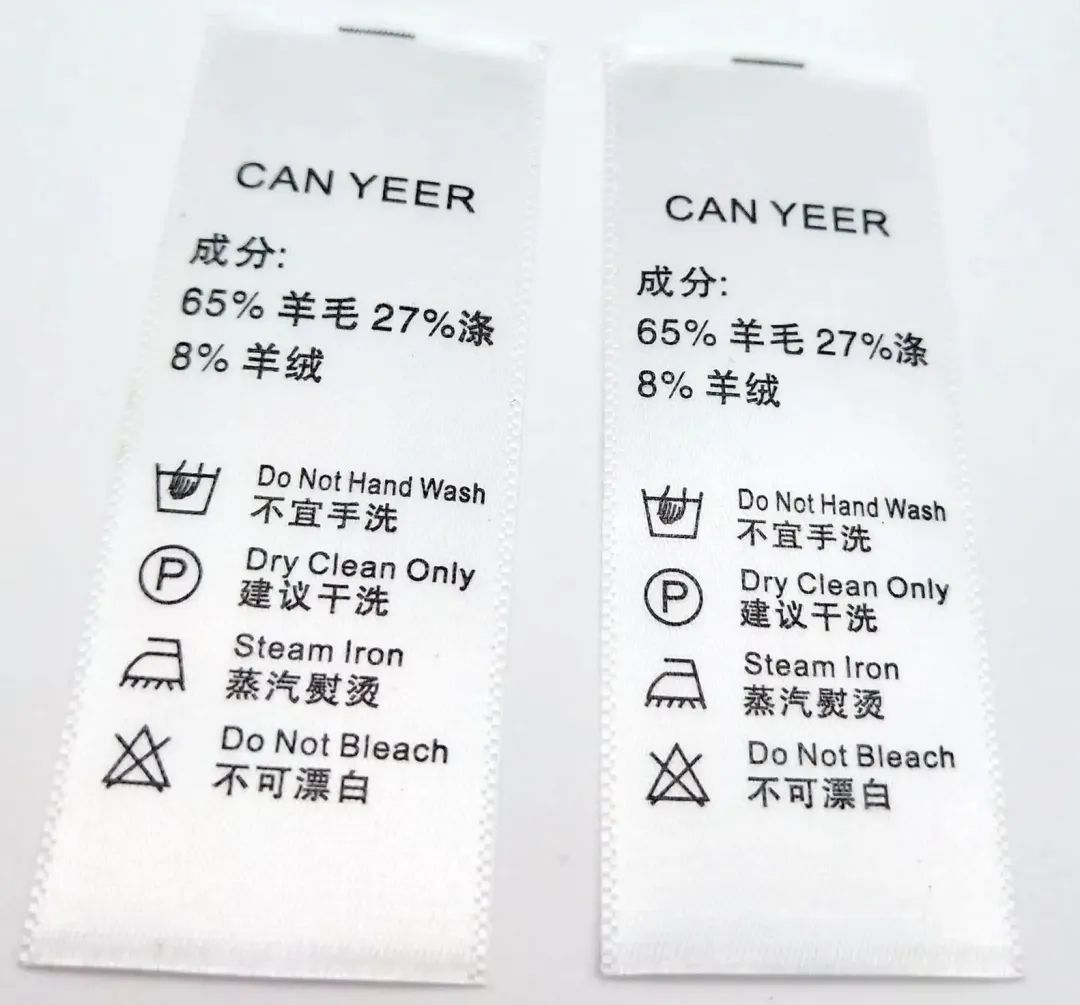 CAN YEER
成分:
65% 羊毛 27%涤
8% 羊绒
Do Not Hand Wash
不宜手洗
P
Dry Clean Only
建议干洗
Steam Iron
蒸汽熨烫
Do Not Bleach
不可漂白
CAN YEER
成分:
65% 羊毛 27%涤
8% 羊绒
Do Not Hand Wash
不宜手洗
P
Dry Clean Only
建议干洗
Steam Iron
蒸汽熨烫
Do Not Bleach
不可漂白